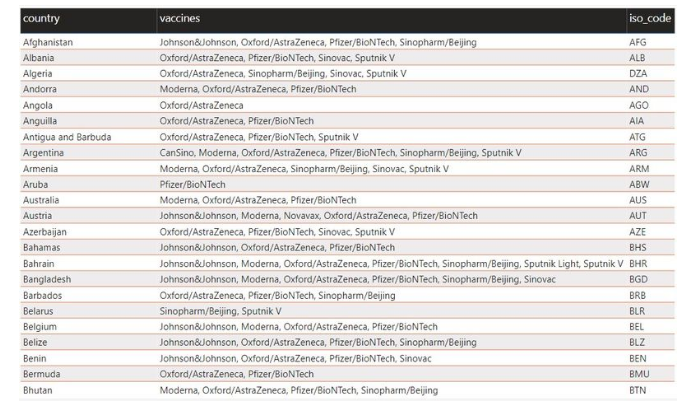 country vaccines iso_code
Afghanistan Johnson&Johnson, Oxford/AstraZeneca, Pfizer/BioNTech, Sinopharm/Beijing AFG
Albania Oxford/AstraZeneca, Pfizer/BioNTech, Sinovac, Sputnik V ALB
Algeria Oxford/AstraZeneca, Sinopharm/Beijing, Sinovac, Sputnik V DZA
Andorra Moderna, Oxford/AstraZeneca, Pfizer/BioNTech AND
Angola Oxford/AstraZeneca AGO
Anguilla Oxford/AstraZeneca, Pfizer/BioNTech AIA
Antigua and Barbuda Oxford/AstraZeneca, Pfizer/BioNTech, Sputnik V ATG
Argentina CanSino, Moderna, Oxford/AstraZeneca, Pfizer/BioNTech, Sinopharm/Beijing, Sputnik V ARG
Armenia Moderna, Oxford/AstraZeneca, Sinopharm/Beijing, Sinovac, Sputnik V ARM
Aruba Pfizer/BioNTech ABW
Australia Moderna, Oxford/AstraZeneca, Pfizer/BioNTech AUS
Austria Johnson&Johnson, Moderna, Novavax, Oxford/AstraZeneca, Pfizer/BioNTech AUT
Azerbaijan Oxford/AstraZeneca, Pfizer/BioNTech, Sinovac, Sputnik V AZE
Bahamas Johnson&Johnson, Oxford/AstraZeneca, Pfizer/BioNTech BHS
Bahrain Johnson&Johnson, Moderna, Oxford/AstraZeneca, Pfizer/BioNTech, Sinopharm/Beijing, Sputnik Light, Sputnik V BHR
Bangladesh Johnson&Johnson, Moderna, Oxford/AstraZeneca, Pfizer/BioNTech, Sinopharm/Beijing, Sinovac BGD
Barbados Oxford/AstraZeneca, Pfizer/BioNTech, Sinopharm/Beijing BRB
Belarus Sinopharm/Beijing, Sputnik V BLR
Belgium Johnson&Johnson, Moderna, Oxford/AstraZeneca, Pfizer/BioNTech BEL
Belize Johnson&Johnson, Oxford/AstraZeneca, Pfizer/BioNTech, Sinopharm/Beijing BLZ
Benin Johnson&Johnson, Oxford/AstraZeneca, Pfizer/BioNTech, Sinovac BEN
Bermuda Oxford/AstraZeneca, Pfizer/BioNTech BMU
Bhutan Moderna, Oxford/AstraZeneca, Pfizer/BioNTech, Sinopharm/Beijing BTN